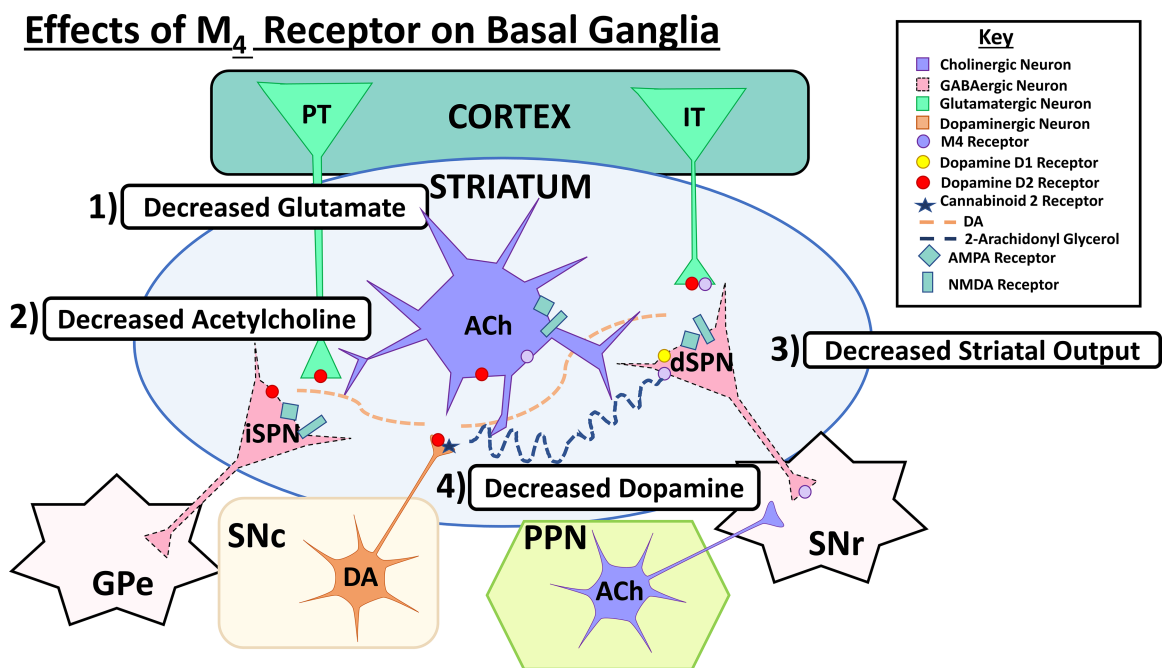 Effects of M4 Receptor on Basal Ganglia
Key
Cholinergic Neuron
GABAergic Neuron
Glutamatergic Neuron
Dopaminergic Neuron
M4 Receptor
Dopamine D1 Receptor
Dopamine D2 Receptor
Cannabinoid 2 Receptor
DA
2-Arachidonyl Glycerol
AMPA Receptor
NMDA Receptor
PT
CORTEX
IT
STRIATUM
1) Decreased Glutamate
2) Decreased Acetylcholine
ACh
3) Decreased Striatal Output
dSPN
iSPN
4) Decreased Dopamine
SNc
PPN
SNr
GPe
DA
ACh